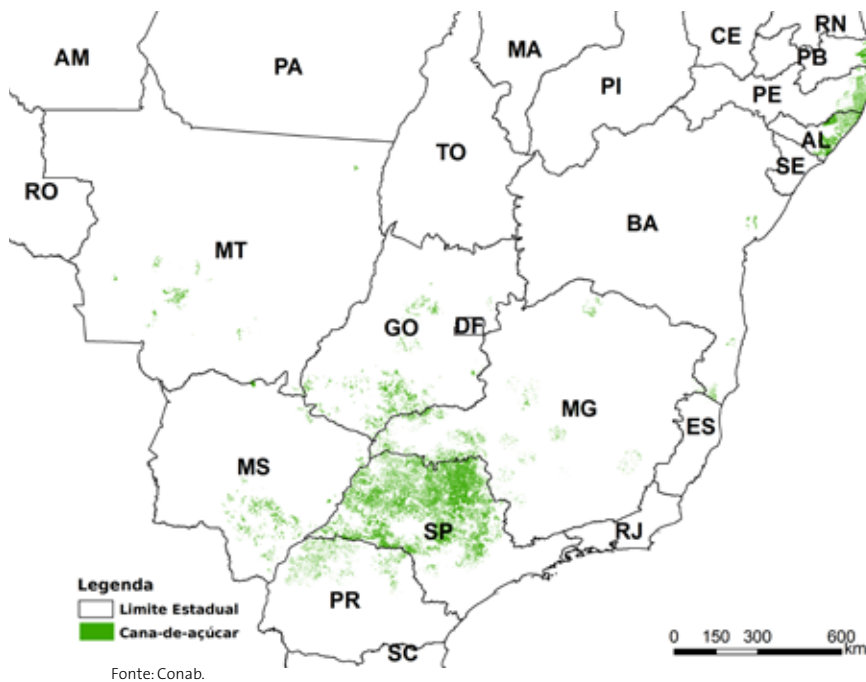 RN
CE
MA
AM
PA
PB
PI
PE
TO
AL
SE
RO
BA
MT
GO
DF
MG
ES
MS
SP
RJ
PR
SC
Legenda
Limite Estadual
Cana-de-açúcar
0 150 300 600
km
Fonte: Conab.